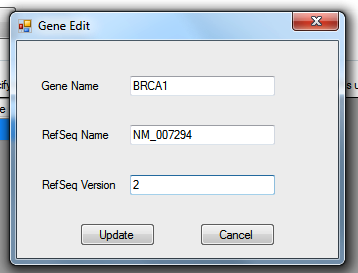 Gene Edit
Gene Name BRCA1
RefSeq Name NM_007294
RefSeq Version 2
Update Cancel